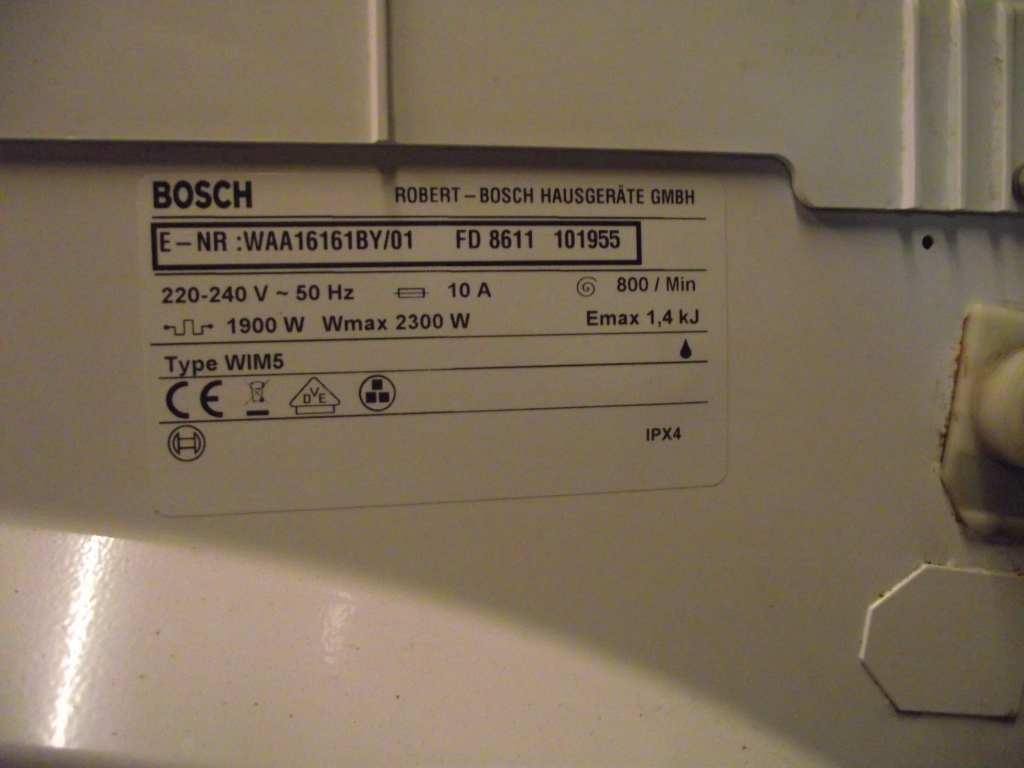 BOSCH ROBERT-BOSCH HAUSGERÄTE GMBH
E-NR :WAA16161BY/01 FD 8611 101955
220-240 V ~ 50 Hz 10 A 800 / Min
1900 W Wmax 2300 W Emax 1,4 kJ
Type WIM5
CE DVE
IPX4